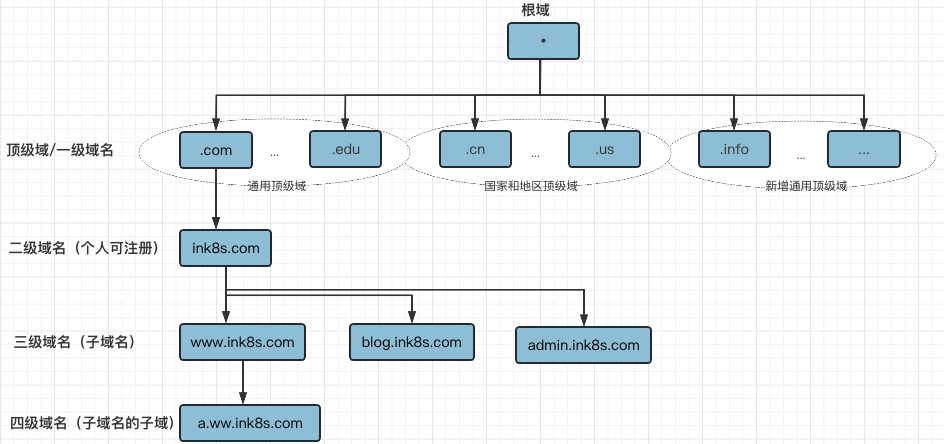 根域
.
顶级域/一级域名
.com
...
.edu
.cn
...
.us
.info
...
...
通用顶级域
国家和地区顶级域
新增通用顶级域
二级域名（个人可注册）
ink8s.com
三级域名（子域名）
www.ink8s.com
blog.ink8s.com
admin.ink8s.com
四级域名（子域名的子域）
a.ww.ink8s.com